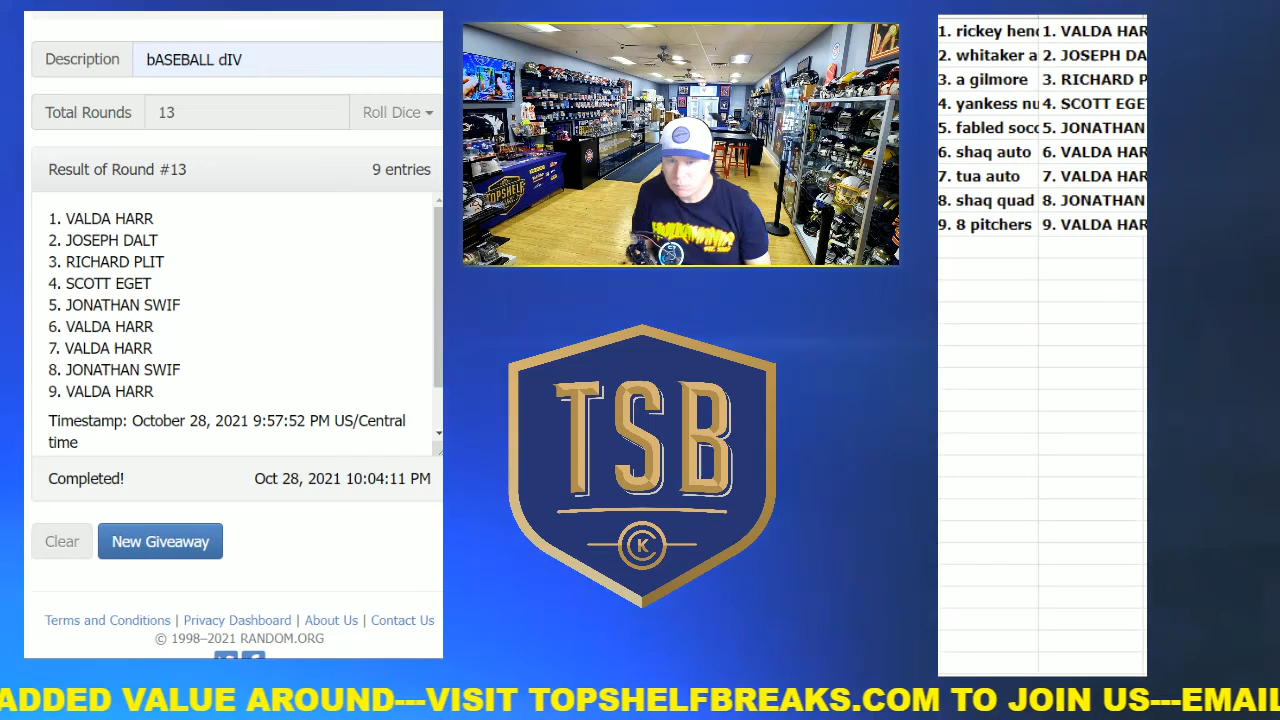 Description bASEBALL dIV
Total Rounds 13 Roll Dice
Result of Round #13 9 entries
1. VALDA HARR
2. JOSEPH DALT
3. RICHARD PLIT
4. SCOTT EGET
5. JONATHAN SWIF
6. VALDA HARR
7. VALDA HARR
8. JONATHAN SWIF
9. VALDA HARR
Timestamp: October 28, 2021 9:57:52 PM US/Central
time
Completed! Oct 28, 2021 10:04:11 PM
Clear New Giveaway
Terms and Conditions | Privacy Dashboard | About Us | Contact Us
© 1998–2021 RANDOM.ORG
TOPSHELF
TSB
CK
1. rickey hend 1. VALDA HAR
2. whitaker a 2. JOSEPH DA
3. a gilmore 3. RICHARD P
4. yankess nu 4. SCOTT EGE
5. fabled socc 5. JONATHAN
6. shaq auto 6. VALDA HAR
7. tua auto 7. VALDA HAR
8. shaq quad 8. JONATHAN
9. 8 pitchers 9. VALDA HAR
ADDED VALUE AROUND---VISIT TOPSHELFBREAKS.COM TO JOIN US---EMAIL